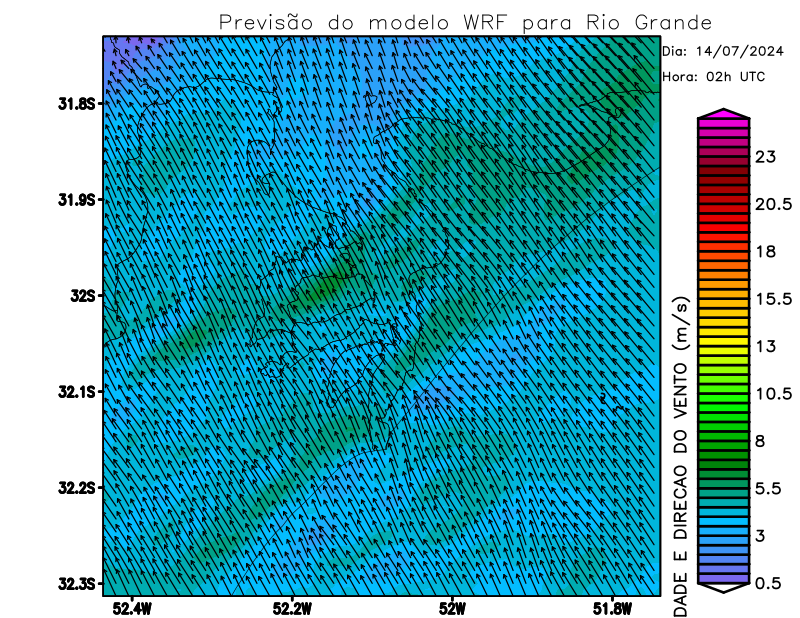 Previsão do modelo WRF para Rio Grande
Dia: 14/07/2024
Hora: 02h UTC
31.8S
31.9S
32S
32.1S
32.2S
32.3S
52.4W
52.2W
52W
51.8W
DADE E DIRECAO DO VENTO (m/s)
23
20.5
18
15.5
13
10.5
8
5.5
3
0.5